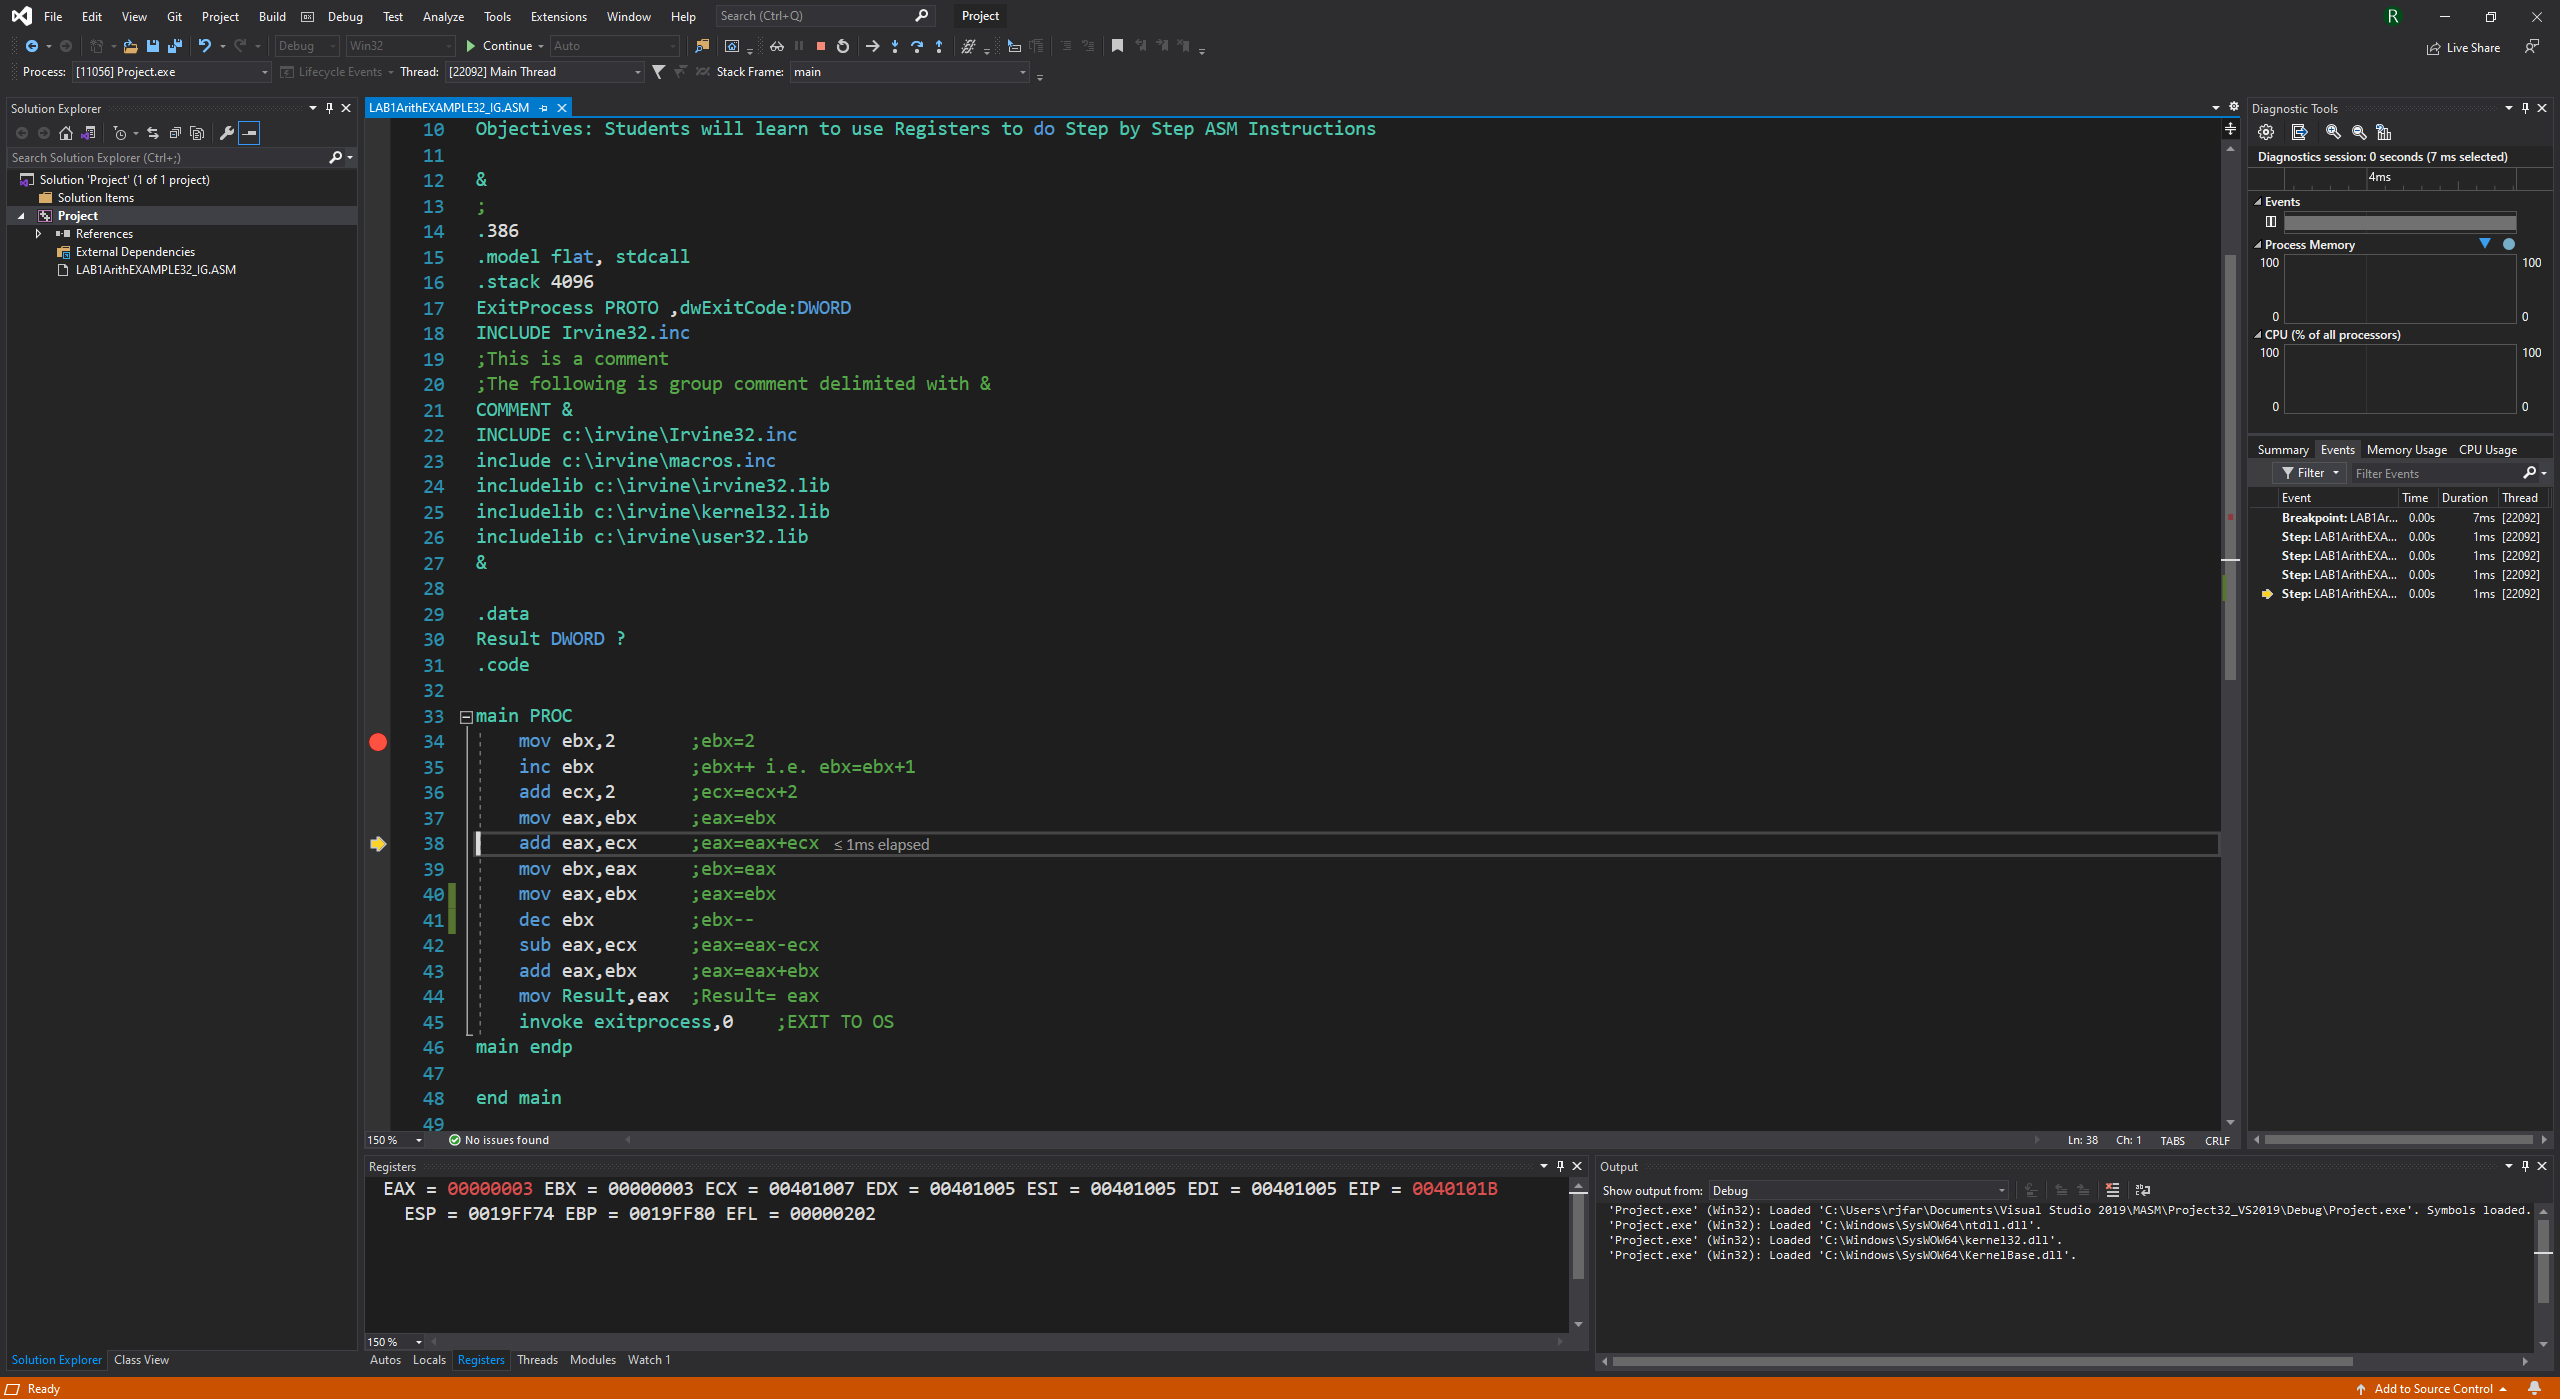 File Edit View Git Project Build Debug Test Analyze Tools Extensions Window Help Search (Ctrl+Q) Project R
Debug Win32 Continue Auto Live Share
Process: [11056] Project.exe Lifecycle Events Thread: [22092] Main Thread Stack Frame: main
Solution Explorer
Search Solution Explorer (Ctrl+;)
Solution 'Project' (1 of 1 project)
Solution Items
Project
References
External Dependencies
LAB1ArithEXAMPLE32_IG.ASM
Solution Explorer Class View
LAB1ArithEXAMPLE32_IG.ASM
10 Objectives: Students will learn to use Registers to do Step by Step ASM Instructions
11
12 &
13 ;
14 .386
15 .model flat, stdcall
16 .stack 4096
17 ExitProcess PROTO ,dwExitCode:DWORD
18 INCLUDE Irvine32.inc
19 ;This is a comment
20 ;The following is group comment delimited with &
21 COMMENT &
22 INCLUDE c:\irvine\Irvine32.inc
23 include c:\irvine\macros.inc
24 includelib c:\irvine\irvine32.lib
25 includelib c:\irvine\kernel32.lib
26 includelib c:\irvine\user32.lib
27 &
28
29 .data
30 Result DWORD ?
31 .code
32
33 main PROC
34 mov ebx,2 ;ebx=2
35 inc ebx ;ebx++ i.e. ebx=ebx+1
36 add ecx,2 ;ecx=ecx+2
37 mov eax,ebx ;eax=ebx
38 add eax,ecx ;eax=eax+ecx ≤ 1ms elapsed
39 mov ebx,eax ;ebx=eax
40 mov eax,ebx ;eax=ebx
41 dec ebx ;ebx--
42 sub eax,ecx ;eax=eax-ecx
43 add eax,ebx ;eax=eax+ebx
44 mov Result,eax ;Result= eax
45 invoke exitprocess,0 ;EXIT TO OS
46 main endp
47
48 end main
49
150 % No issues found Ln: 38 Ch: 1 TABS CRLF
Registers
EAX = 00000003 EBX = 00000003 ECX = 00401007 EDX = 00401005 ESI = 00401005 EDI = 00401005 EIP = 0040101B
ESP = 0019FF74 EBP = 0019FF80 EFL = 00000202
150 %
Autos Locals Registers Threads Modules Watch 1
Output
Show output from: Debug
'Project.exe' (Win32): Loaded 'C:\Users\rjfar\Documents\Visual Studio 2019\MASM\Project32_VS2019\Debug\Project.exe'. Symbols loaded.
'Project.exe' (Win32): Loaded 'C:\Windows\SysWOW64\ntdll.dll'.
'Project.exe' (Win32): Loaded 'C:\Windows\SysWOW64\kernel32.dll'.
'Project.exe' (Win32): Loaded 'C:\Windows\SysWOW64\KernelBase.dll'.
Diagnostic Tools
Diagnostics session: 0 seconds (7 ms selected)
4ms
Events
Process Memory
100 100
0 0
CPU (% of all processors)
100 100
0 0
Summary Events Memory Usage CPU Usage
Filter Filter Events
Event Time Duration Thread
Breakpoint: LAB1Ar... 0.00s 7ms [22092]
Step: LAB1ArithEXA... 0.00s 1ms [22092]
Step: LAB1ArithEXA... 0.00s 1ms [22092]
Step: LAB1ArithEXA... 0.00s 1ms [22092]
Step: LAB1ArithEXA... 0.00s 1ms [22092]
Ready Add to Source Control